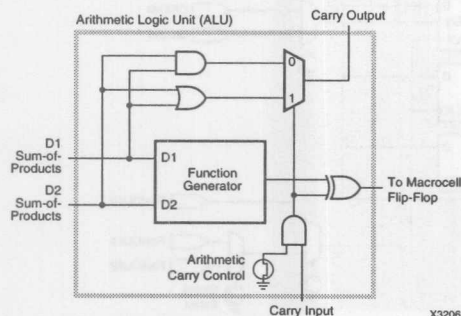 Arithmetic Logic Unit (ALU)
Carry Output
0
1
D1
Sum-of-
Products
D2
Sum-of-
Products
D1
D2
Function
Generator
To Macrocell
Flip-Flop
Arithmetic
Carry Control
Carry Input
X3206